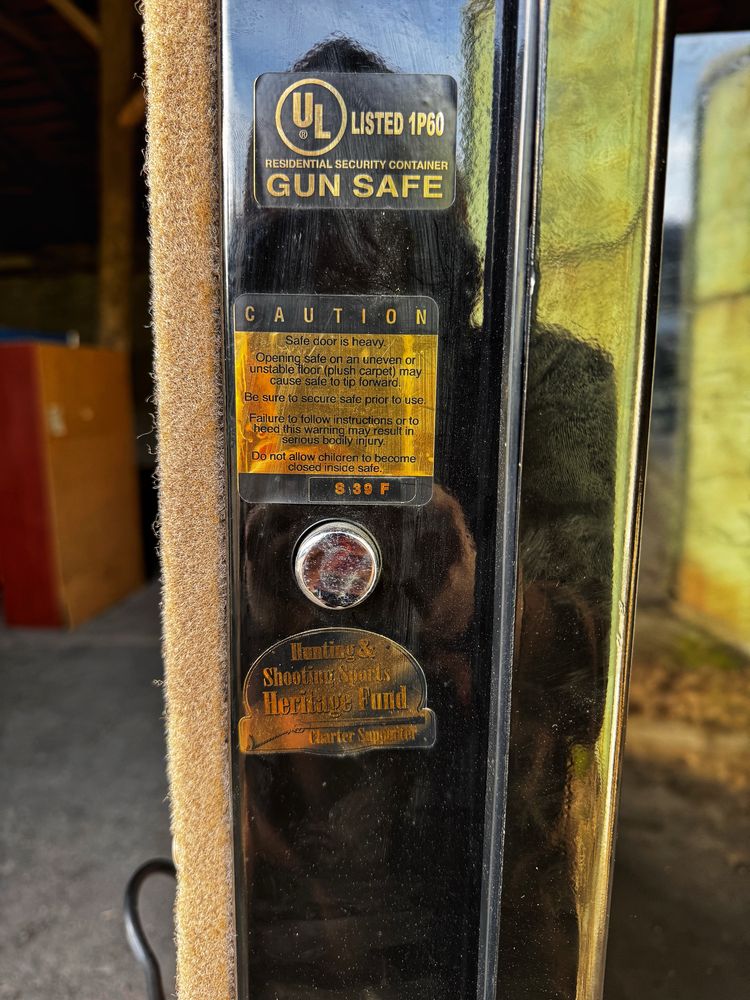 UL
®
LISTED 1P60
RESIDENTIAL SECURITY CONTAINER
GUN SAFE
CAUTION
Safe door is heavy.
Opening safe on an uneven or
unstable floor (plush carpet) may
cause safe to tip forward.
Be sure to secure safe prior to use.
Failure to follow instructions or to
heed this warning may result in
serious bodily injury.
Do not allow children to become
closed inside safe.
S 39 F
Hunting &
Shooting Sports
Heritage Fund
Charter Supporter